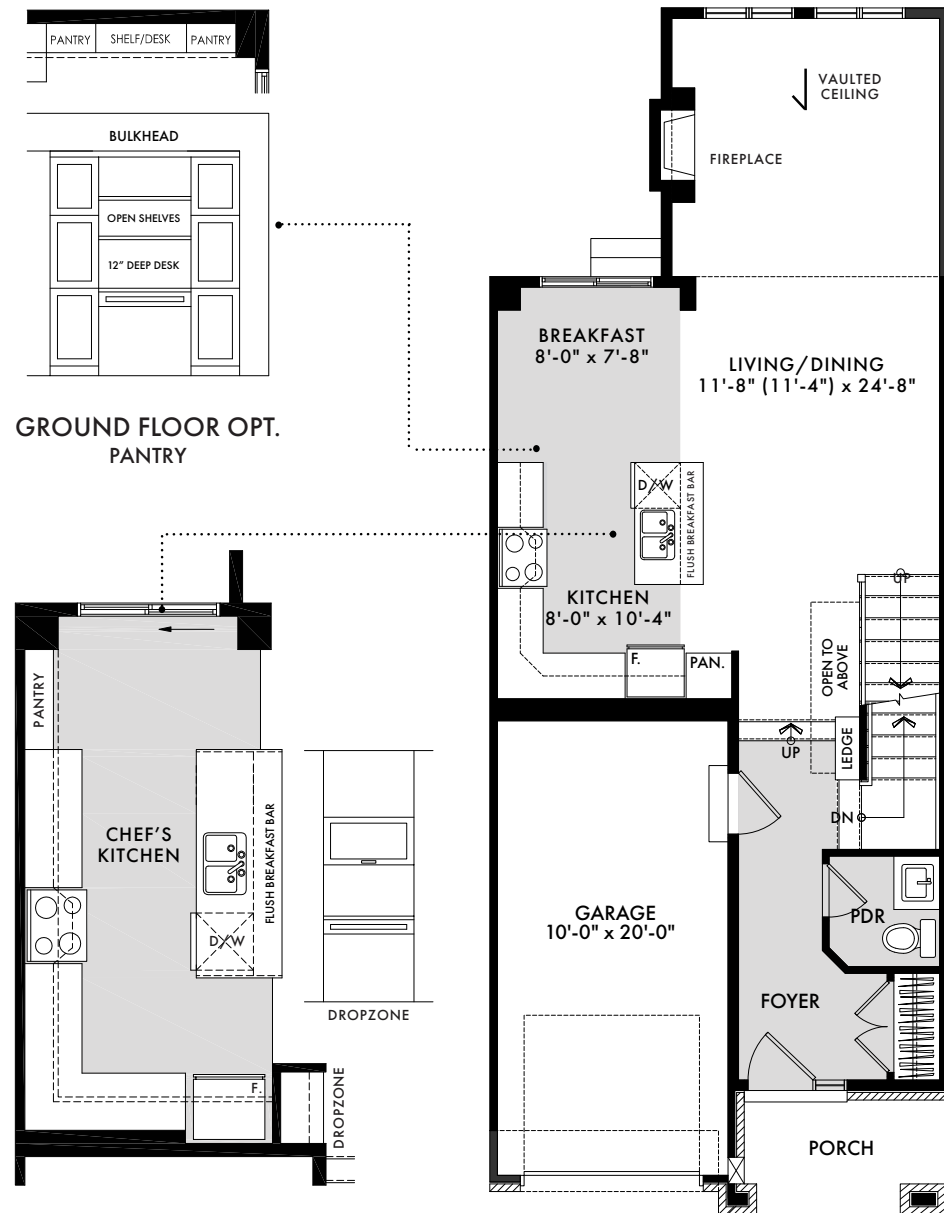 PANTRY SHELF/DESK PANTRY
BULKHEAD
OPEN SHELVES
12" DEEP DESK
GROUND FLOOR OPT.
PANTRY
VAULTED
CEILING
FIREPLACE
BREAKFAST
8'-0" x 7'-8"
LIVING/DINING
11'-8" (11'-4") x 24'-8"
D/W
FLUSH BREAKFAST BAR
KITCHEN
8'-0" x 10'-4"
F.
PAN.
UP
OPEN TO
ABOVE
LEDGE
UP
DN
PANTRY
CHEF'S
KITCHEN
FLUSH BREAKFAST BAR
D/W
F.
DROPZONE
DROPZONE
GARAGE
10'-0" x 20'-0"
PDR
FOYER
PORCH